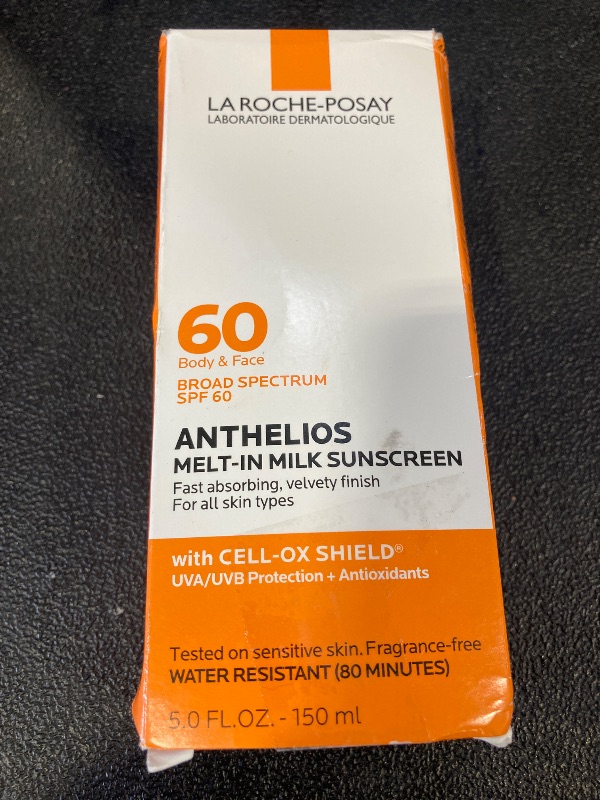 LA ROCHE-POSAY
LABORATOIRE DERMATOLOGIQUE
60
Body & Face
BROAD SPECTRUM
SPF 60
ANTHELIOS
MELT-IN MILK SUNSCREEN
Fast absorbing, velvety finish
For all skin types
with CELL-OX SHIELD®
UVA/UVB Protection + Antioxidants
Tested on sensitive skin. Fragrance-free
WATER RESISTANT (80 MINUTES)
5.0 FL.OZ. - 150 ml